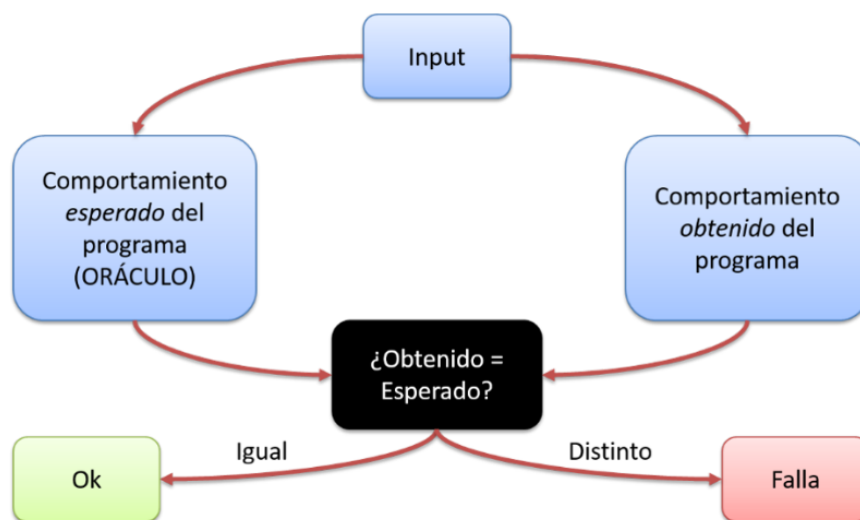 Input
Comportamiento
esperado del
programa
(ORÁCULO)
Comportamiento
obtenido del
programa
¿Obtenido =
Esperado?
Igual
Distinto
Ok
Falla